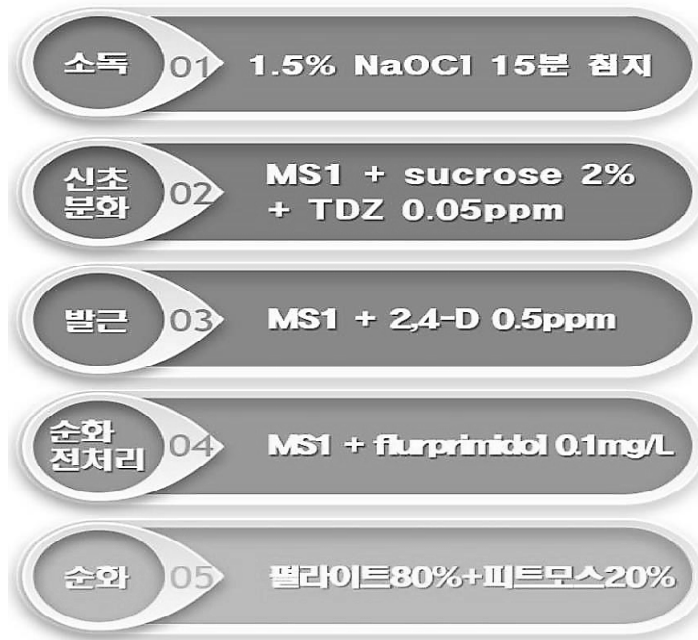 소독 01 1.5% NaOCl 15분 침지
신초 분화 02 MS1 + sucrose 2%
+ TDZ 0.05ppm
발근 03 MS1 + 2,4-D 0.5ppm
순화 전처리 04 MS1 + flurprimidol 0.1mg/L
순화 05 펄라이트80%+피트모스20%